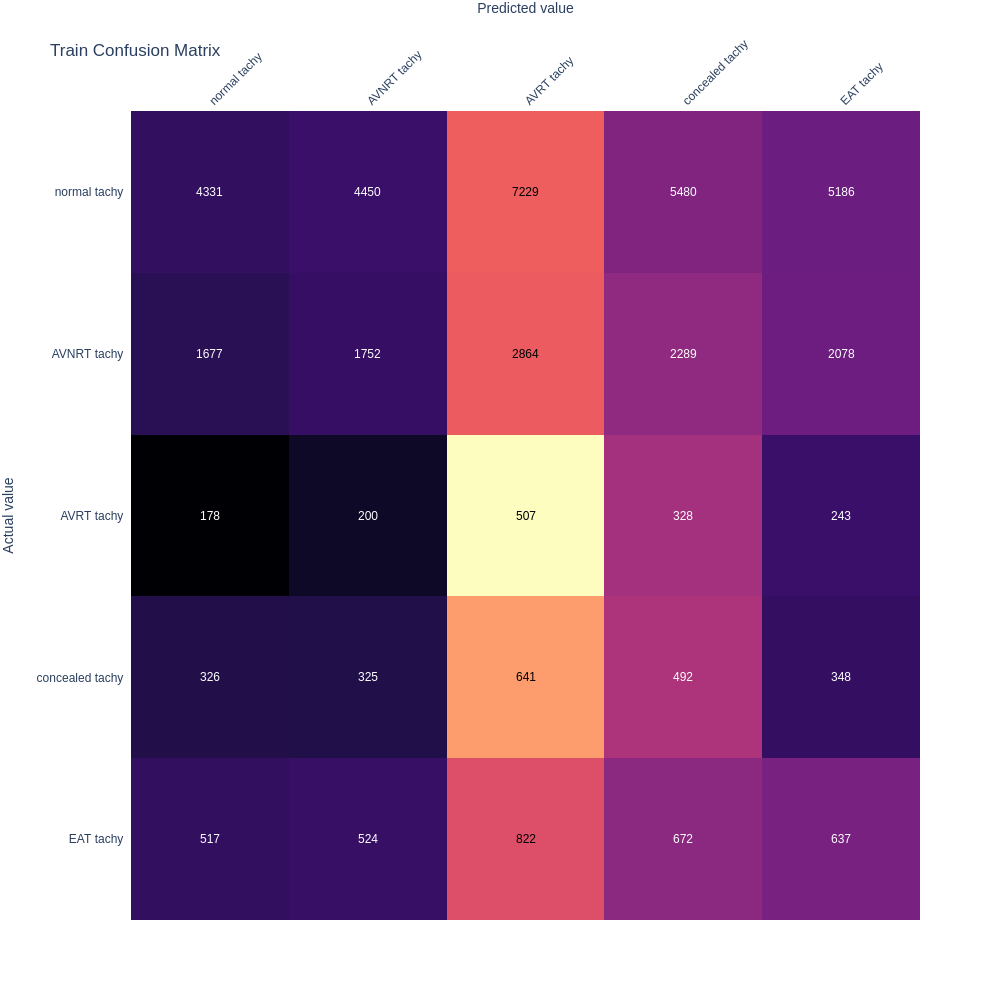 Predicted value
Train Confusion Matrix
normal tachy AVNRT tachy AVRT tachy concealed tachy EAT tachy
normal tachy 4331 4450 7229 5480 5186
AVNRT tachy 1677 1752 2864 2289 2078
Actual value
AVRT tachy 178 200 507 328 243
concealed tachy 326 325 641 492 348
EAT tachy 517 524 822 672 637